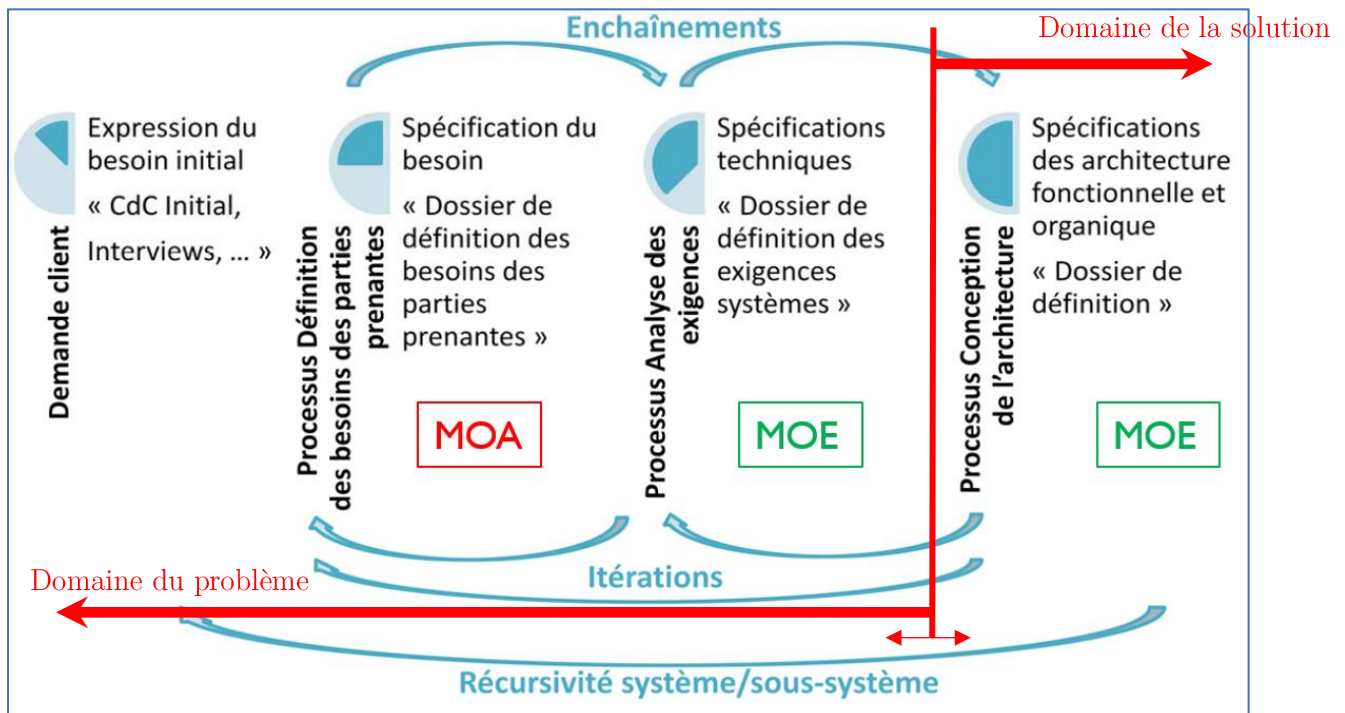 Enchaînements
Domaine de la solution
Demande client
Expression du
besoin initial
« CdC Initial,
Interviews, ... »
Processus Définition
des besoins des parties
prenantes
Spécification du
besoin
« Dossier de
définition des
besoins des
parties
prenantes »
MOA
Processus Analyse des
exigences
Spécifications
techniques
« Dossier de
définition des
exigences
systèmes »
MOE
Processus Conception
de l'architecture
Spécifications
des architecture
fonctionnelle et
organique
« Dossier de
définition »
MOE
Domaine du problème
Itérations
Récursivité système/sous-système